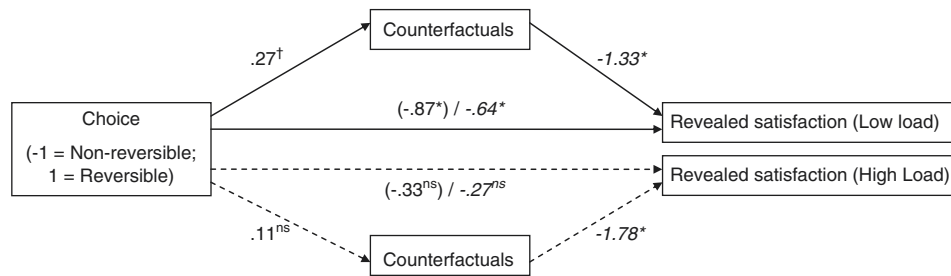 Counterfactuals
.27†
-1.33*
(-.87*) / -.64*
Choice
(-1 = Non-reversible;
1 = Reversible)
Revealed satisfaction (Low load)
Revealed satisfaction (High Load)
(-.33ns) / -.27ns
.11ns
-1.78*
Counterfactuals